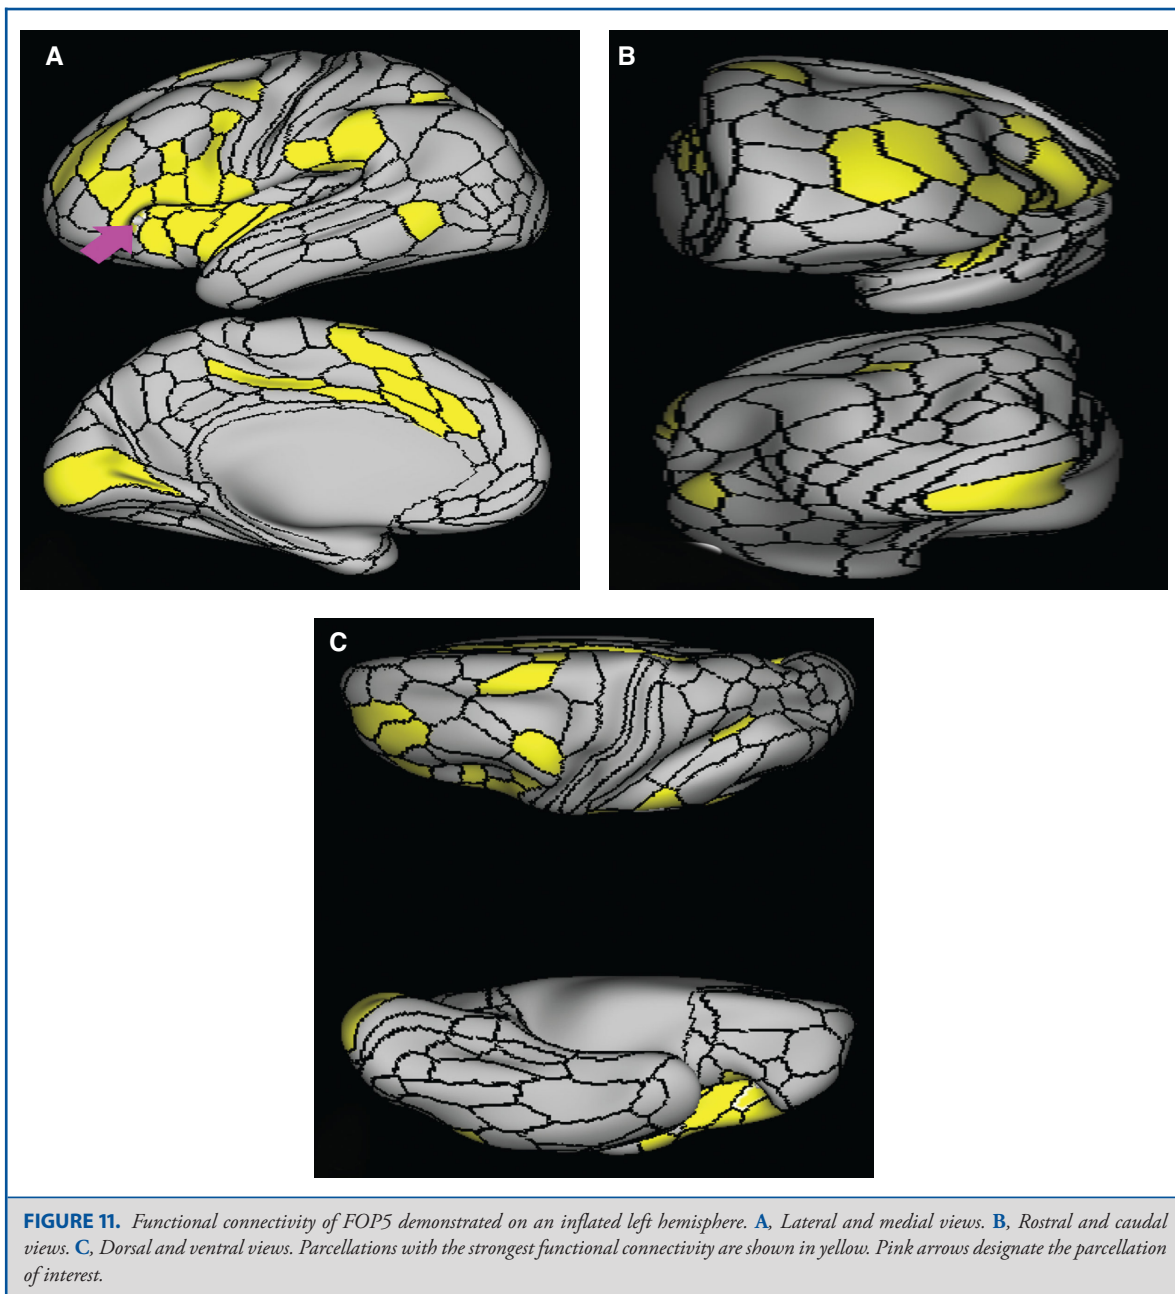 A
B
C
FIGURE 11. Functional connectivity of FOP5 demonstrated on an inflated left hemisphere. A, Lateral and medial views. B, Rostral and caudal
views. C, Dorsal and ventral views. Parcellations with the strongest functional connectivity are shown in yellow. Pink arrows designate the parcellation
of interest.